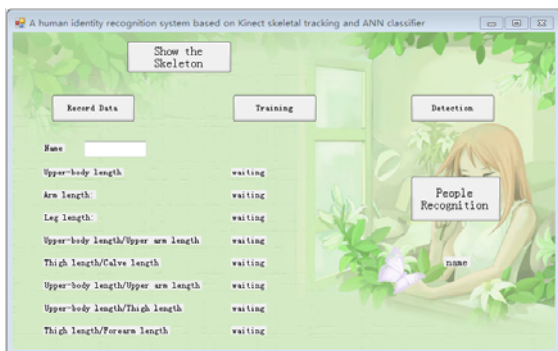 A human identity recognition system based on Kinect skeletal tracking and ANN classifier
Show the
Skeleton
Record Data
Training
Detection
Name
Upper-body length
waiting
Arm length:
waiting
People
Recognition
Leg length:
waiting
Upper-body length/Upper arm length
waiting
Thigh length/Calve length
waiting
name
Upper-body length/Upper arm length
waiting
Upper-body length/Thigh length
waiting
Thigh length/Forearm length
waiting